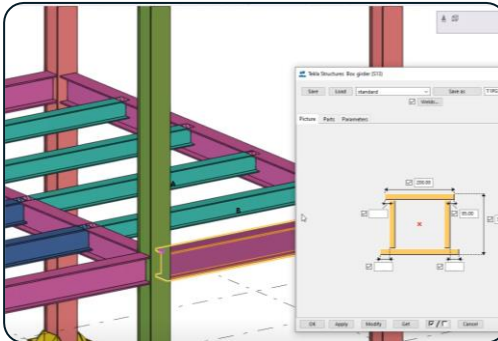 Tekla Structures Box girder (S13)
Save Load standard Save as
Views...
Picture Parts Parameters
200.00
95.00
OK Apply Modify Get Cancel